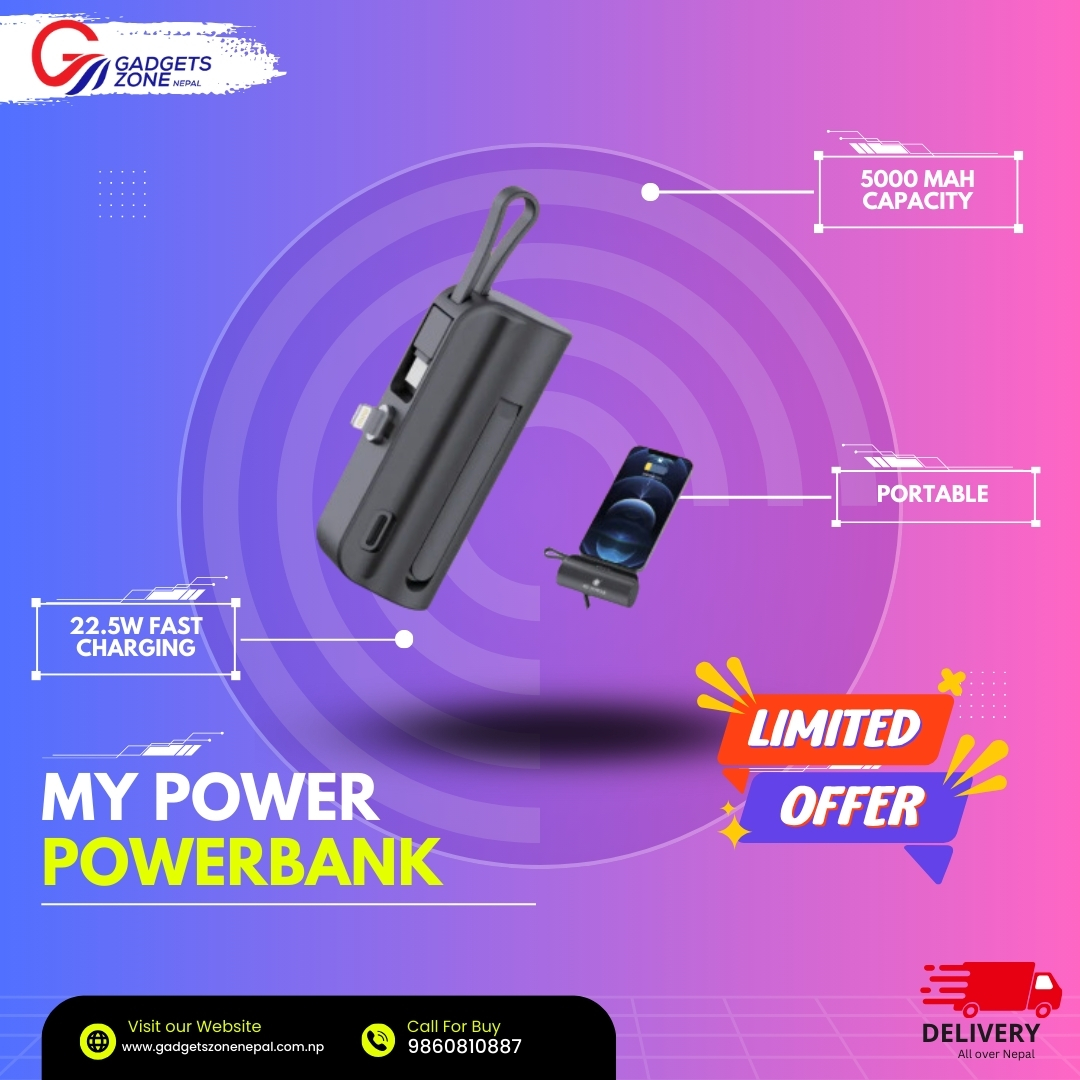 GADGETS
ZONE NEPAL
5000 MAH
CAPACITY
PORTABLE
22.5W FAST
CHARGING
LIMITED
OFFER
MY POWER
POWERBANK
Visit our Website
www.gadgetszonenepal.com.np
Call For Buy
9860810887
DELIVERY
All over Nepal